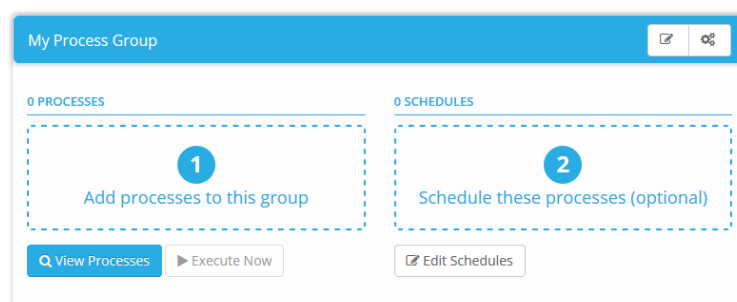 My Process Group
0 PROCESSES
0 SCHEDULES
1
Add processes to this group
2
Schedule these processes (optional)
View Processes
Execute Now
Edit Schedules